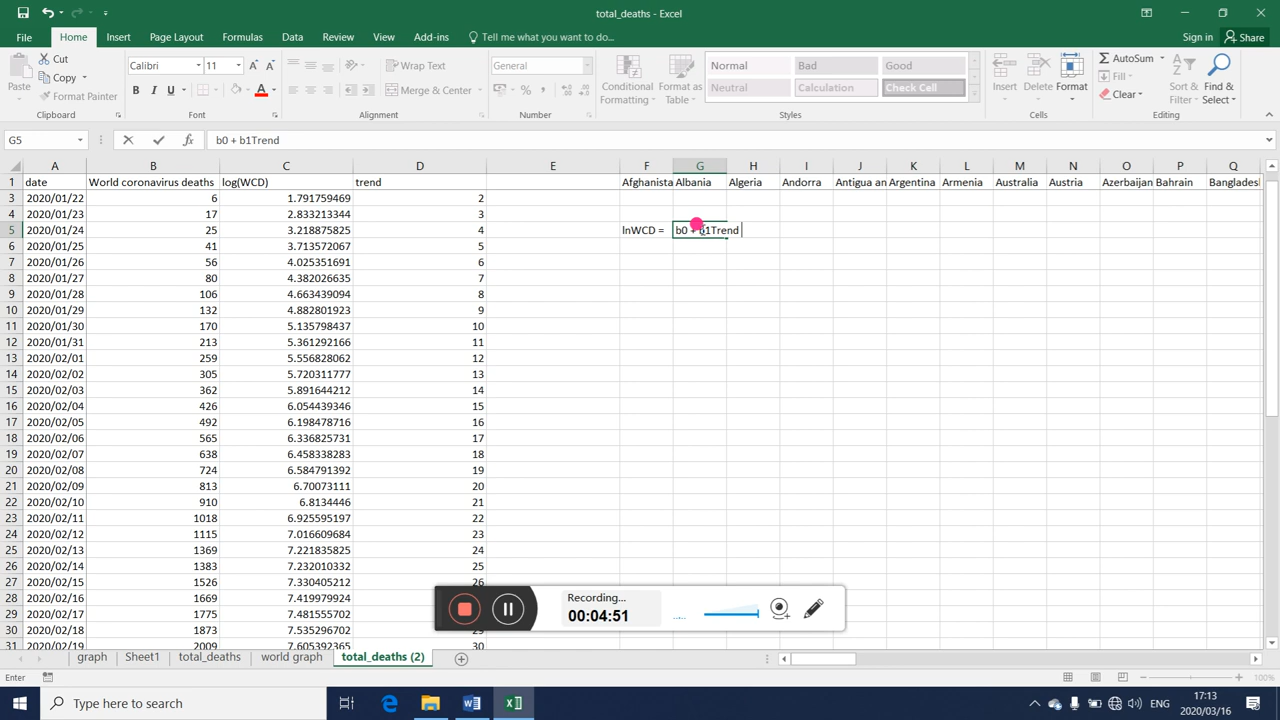 total_deaths - Excel
File Home Insert Page Layout Formulas Data Review View Add-ins Tell me what you want to do... Sign in Share
Paste Cut Copy Format Painter Clipboard
Calibri 11 A A B I U A Font
Wrap Text Merge & Center Alignment
General % , Number
Conditional Formatting Format as Table
Normal Bad Good
Neutral Calculation Check Cell
Styles
Insert Delete Format Cells
AutoSum Fill Clear Sort & Filter Find & Select Editing
G5 fx b0 + b1Trend
A B C D E F G H I J K L M N O P Q
1 date World coronavirus deaths log(WCD) trend Afghanista Albania Algeria Andorra Antigua an Argentina Armenia Australia Austria Azerbaijan Bahrain Bangladesh
3 2020/01/22 6 1.791759469 2
4 2020/01/23 17 2.833213344 3
5 2020/01/24 25 3.218875825 4 lnWCD = b0 + b1Trend
6 2020/01/25 41 3.713572067 5
7 2020/01/26 56 4.025351691 6
8 2020/01/27 80 4.382026635 7
9 2020/01/28 106 4.663439094 8
10 2020/01/29 132 4.882801923 9
11 2020/01/30 170 5.135798437 10
12 2020/01/31 213 5.361292166 11
13 2020/02/01 259 5.556828062 12
14 2020/02/02 305 5.720311777 13
15 2020/02/03 362 5.891644212 14
16 2020/02/04 426 6.054439346 15
17 2020/02/05 492 6.198478716 16
18 2020/02/06 565 6.336825731 17
19 2020/02/07 638 6.458338283 18
20 2020/02/08 724 6.584791392 19
21 2020/02/09 813 6.70073111 20
22 2020/02/10 910 6.8134446 21
23 2020/02/11 1018 6.925595197 22
24 2020/02/12 1115 7.016609684 23
25 2020/02/13 1369 7.221835825 24
26 2020/02/14 1383 7.232010332 25
27 2020/02/15 1526 7.330405212 26
28 2020/02/16 1669 7.419979924
29 2020/02/17 1775 7.481555702
30 2020/02/18 1873 7.535296702 29
31 2020/02/19 2009 7.605392365 30
Recording...
00:04:51
graph Sheet1 total_deaths world graph total_deaths (2)
Enter 100%
Type here to search ENG 17:13
2020/03/16